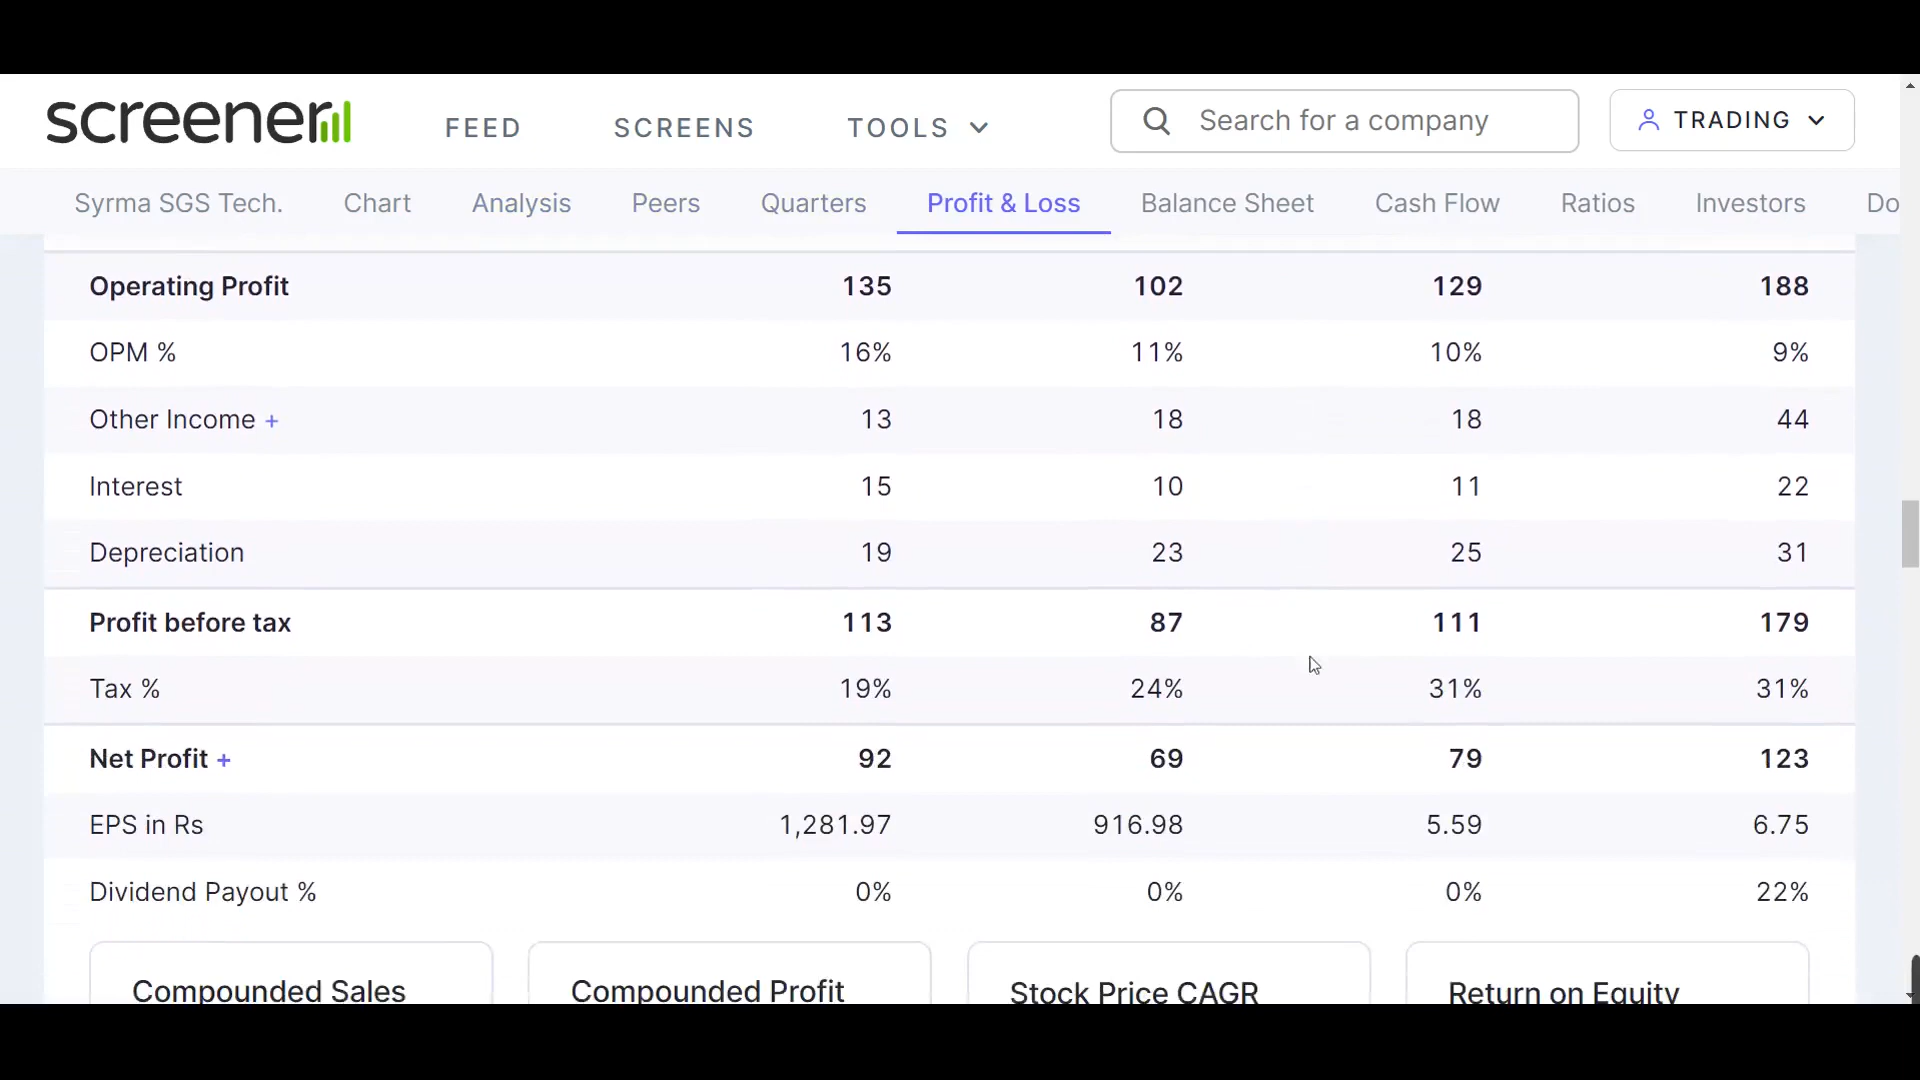 screener
FEED
SCREENS
TOOLS
Search for a company
TRADING
Syrma SGS Tech. Chart Analysis Peers Quarters Profit & Loss Balance Sheet Cash Flow Ratios Investors Do
Operating Profit 135 102 129 188
OPM % 16% 11% 10% 9%
Other Income + 13 18 18 44
Interest 15 10 11 22
Depreciation 19 23 25 31
Profit before tax 113 87 111 179
Tax % 19% 24% 31% 31%
Net Profit + 92 69 79 123
EPS in Rs 1,281.97 916.98 5.59 6.75
Dividend Payout % 0% 0% 0% 22%
Compounded Sales Compounded Profit Stock Price CAGR Return on Equity